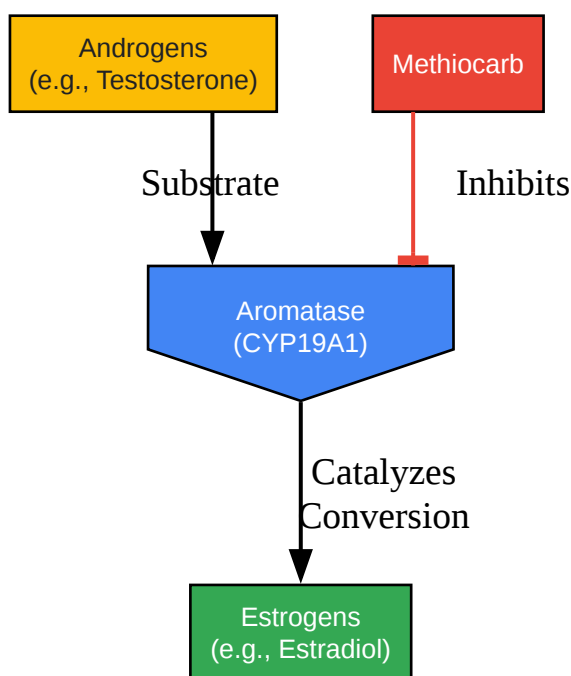 Androgens
(e.g., Testosterone)
Methiocarb
Substrate
Inhibits
Aromatase
(CYP19A1)
Catalyzes
Conversion
Estrogens
(e.g., Estradiol)